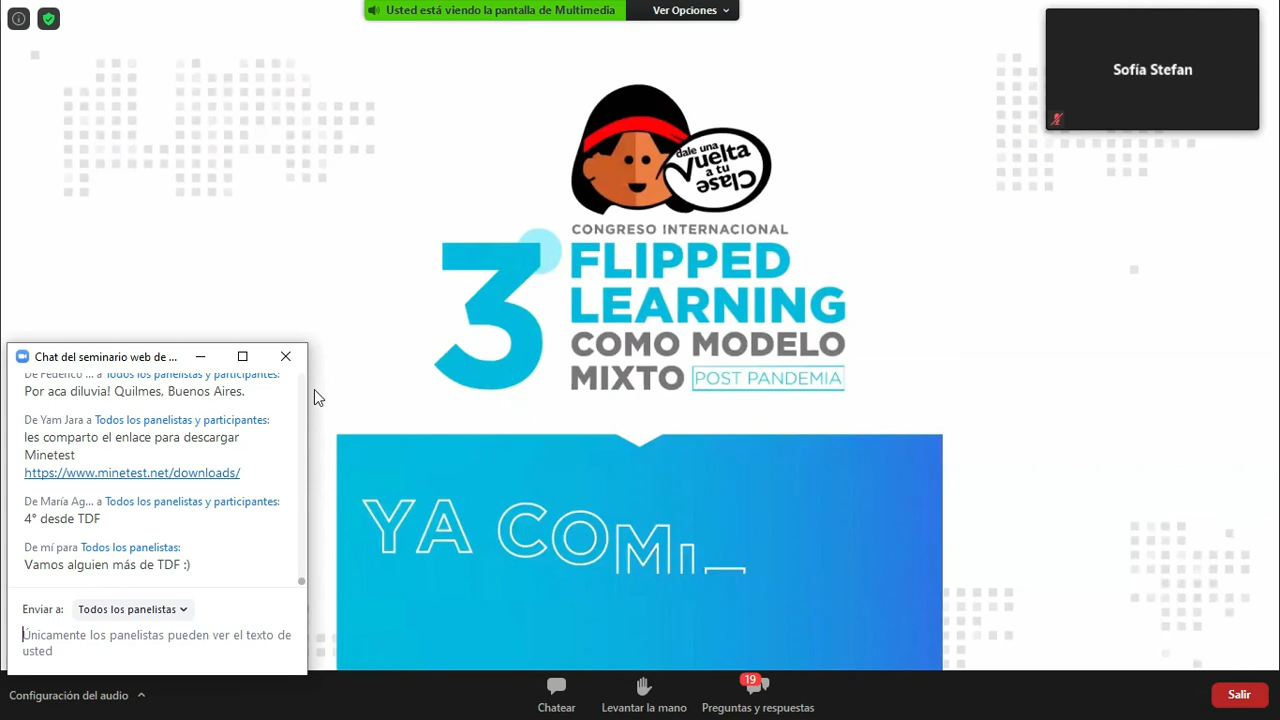 Usted está viendo la pantalla de Multimedia
Ver Opciones
Sofía Stefan
dale una
vuelta
a tu
clase
CONGRESO INTERNACIONAL
3°
FLIPPED
LEARNING
COMO MODELO
MIXTO POST PANDEMIA
YA COMI
Chat del seminario web de ...
De Federico ... a Todos los panelistas y participantes:
Por aca diluvia! Quilmes, Buenos Aires.
De Yam Jara a Todos los panelistas y participantes:
les comparto el enlace para descargar
Minetest
https://www.minetest.net/downloads/
De María Ag... a Todos los panelistas y participantes:
4° desde TDF
De mí para Todos los panelistas:
Vamos alguien más de TDF :)
Enviar a: Todos los panelistas
Únicamente los panelistas pueden ver el texto de
usted
Configuración del audio
Chatear
Levantar la mano
19
Preguntas y respuestas
Salir